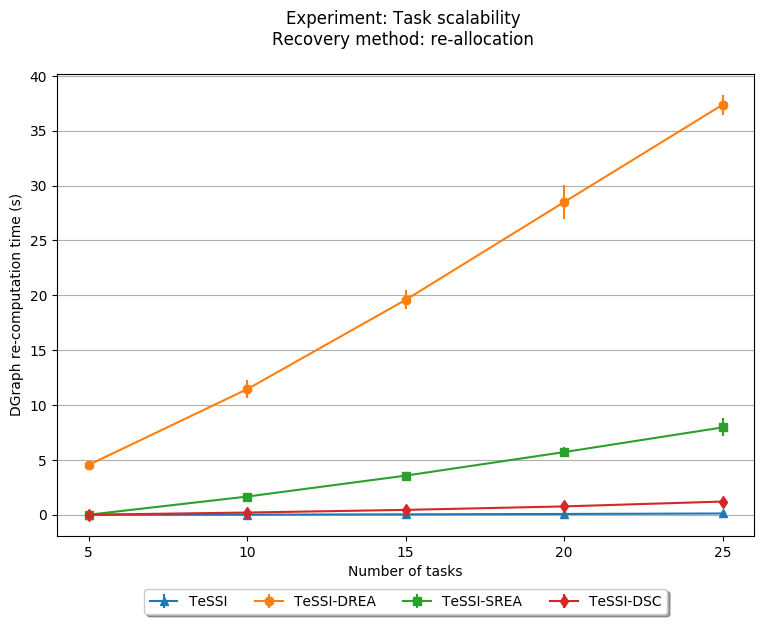 Experiment: Task scalability
Recovery method: re-allocation
DGraph re-computation time (s)
40
35
30
25
20
15
10
5
0
5 10 15 20 25
Number of tasks
TeSSI TeSSI-DREA TeSSI-SREA TeSSI-DSC